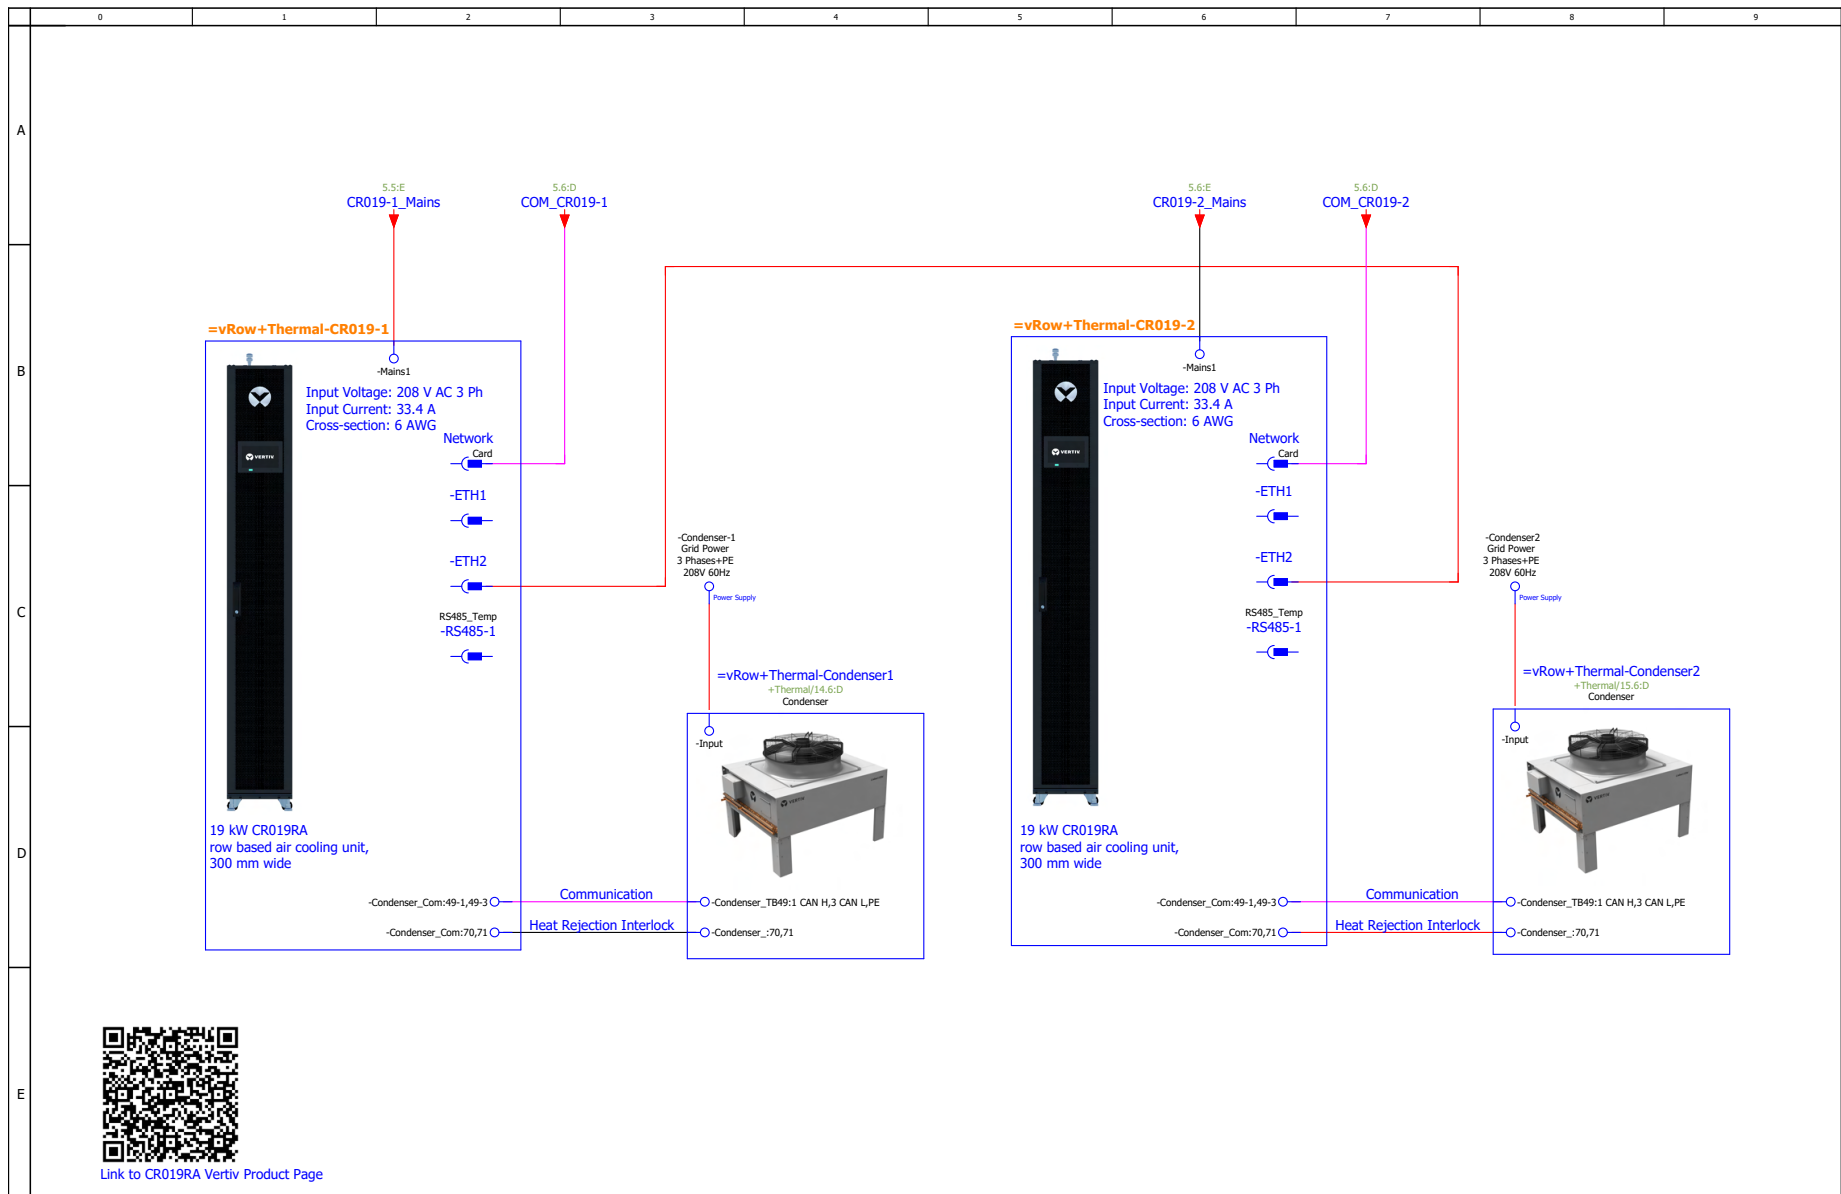 0 1 2 3 4 5 6 7 8 9
A
5.5:E
CR019-1_Mains
5.6:D
COM_CR019-1
5.6:E
CR019-2_Mains
5.6:D
COM_CR019-2
B
=vRow+Thermal-CR019-1
-Mains1
Input Voltage: 208 V AC 3 Ph
Input Current: 33.4 A
Cross-section: 6 AWG
Network
Card
VERTIV
-ETH1
-ETH2
RS485_Temp
-RS485-1
19 kW CR019RA
row based air cooling unit,
300 mm wide
-Condenser_Com:49-1,49-3
-Condenser_Com:70,71
Communication
Heat Rejection Interlock
-Condenser-1
Grid Power
3 Phases+PE
208V 60Hz
Power Supply
=vRow+Thermal-Condenser1
+Thermal/14.6:D
Condenser
-Input
VERTIV
-Condenser_TB49:1 CAN H,3 CAN L,PE
-Condenser_:70,71
=vRow+Thermal-CR019-2
-Mains1
Input Voltage: 208 V AC 3 Ph
Input Current: 33.4 A
Cross-section: 6 AWG
Network
Card
VERTIV
-ETH1
-ETH2
RS485_Temp
-RS485-1
19 kW CR019RA
row based air cooling unit,
300 mm wide
-Condenser_Com:49-1,49-3
-Condenser_Com:70,71
Communication
Heat Rejection Interlock
-Condenser2
Grid Power
3 Phases+PE
208V 60Hz
Power Supply
=vRow+Thermal-Condenser2
+Thermal/15.6:D
Condenser
-Input
VERTIV
-Condenser_TB49:1 CAN H,3 CAN L,PE
-Condenser_:70,71
C
D
E
Link to CR019RA Vertiv Product Page